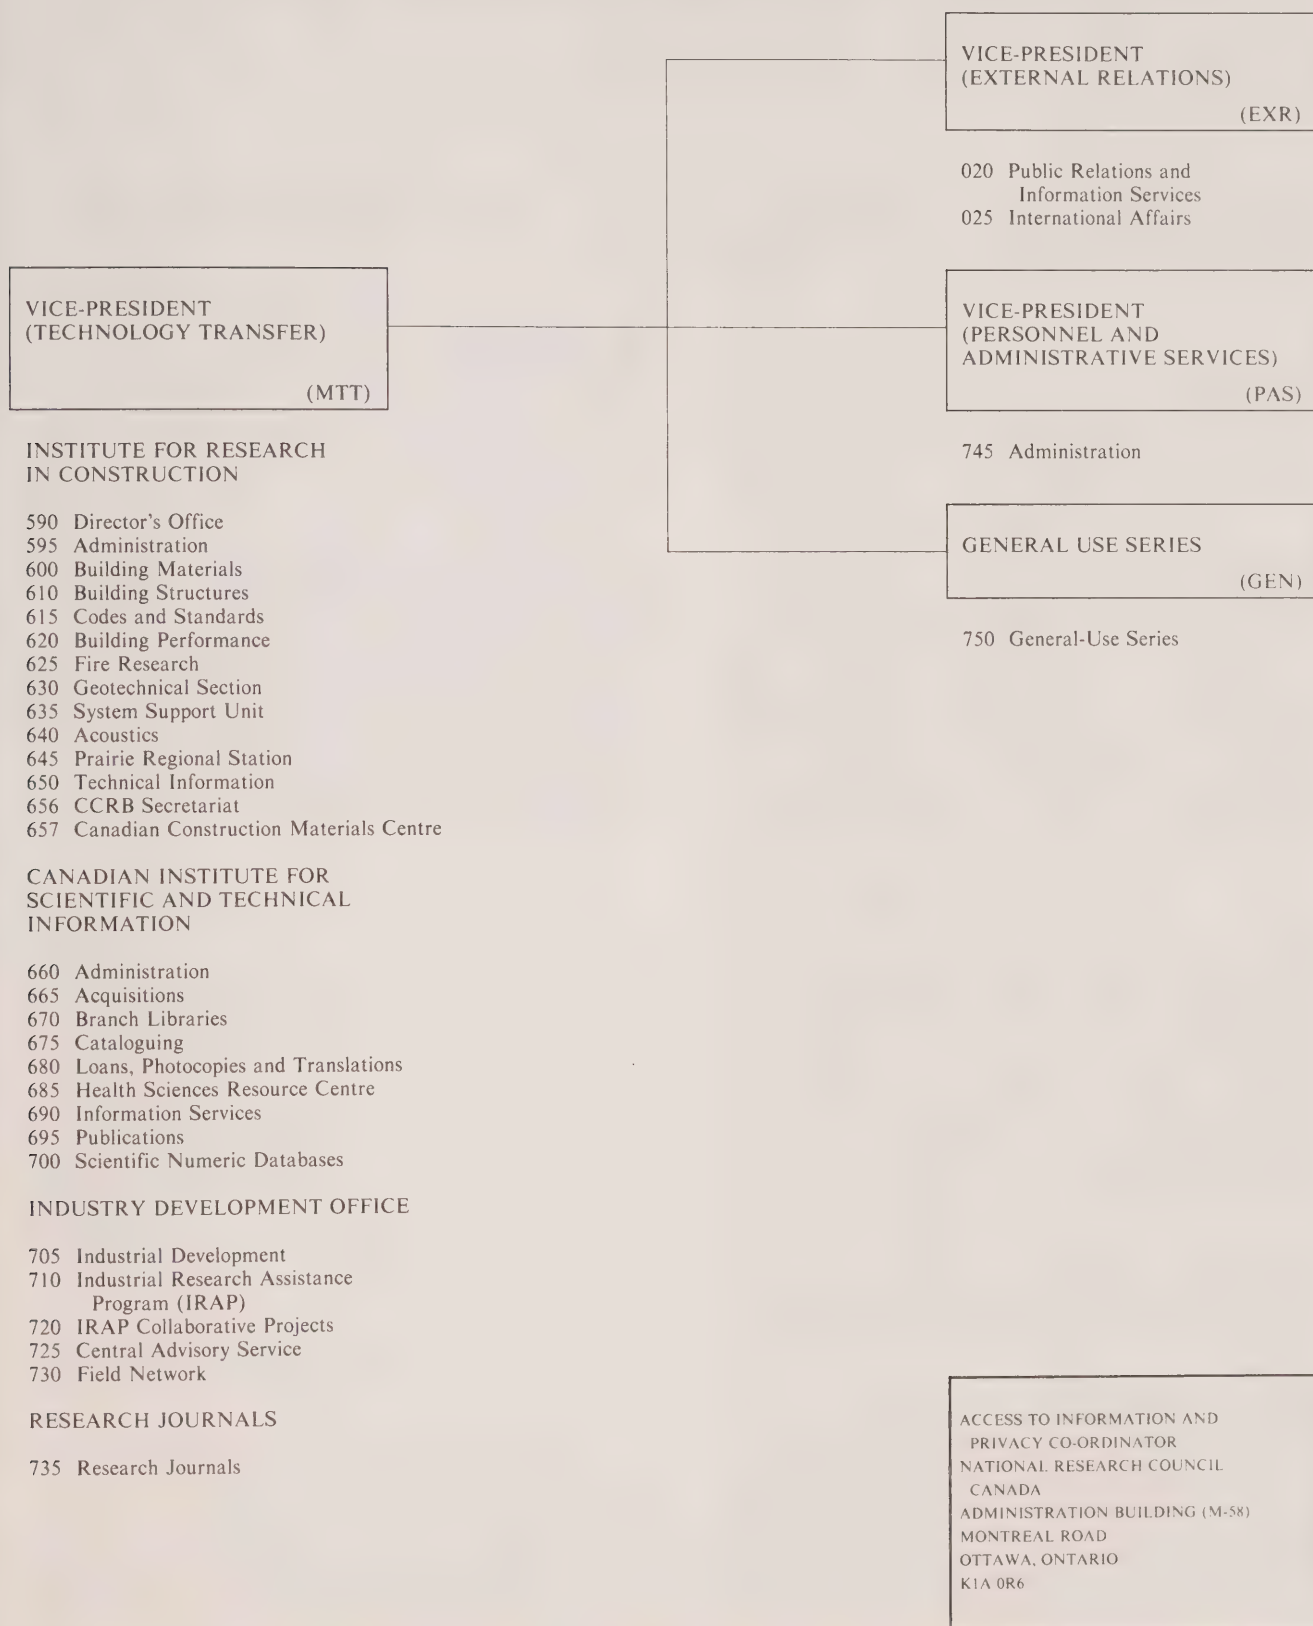 VICE-PRESIDENT
(TECHNOLOGY TRANSFER)
(MTT)
INSTITUTE FOR RESEARCH
IN CONSTRUCTION
590 Director's Office
595 Administration
600 Building Materials
610 Building Structures
615 Codes and Standards
620 Building Performance
625 Fire Research
630 Geotechnical Section
635 System Support Unit
640 Acoustics
645 Prairie Regional Station
650 Technical Information
656 CCRB Secretariat
657 Canadian Construction Materials Centre
CANADIAN INSTITUTE FOR
SCIENTIFIC AND TECHNICAL
INFORMATION
660 Administration
665 Acquisitions
670 Branch Libraries
675 Cataloguing
680 Loans, Photocopies and Translations
685 Health Sciences Resource Centre
690 Information Services
695 Publications
700 Scientific Numeric Databases
INDUSTRY DEVELOPMENT OFFICE
705 Industrial Development
710 Industrial Research Assistance
Program (IRAP)
720 IRAP Collaborative Projects
725 Central Advisory Service
730 Field Network
RESEARCH JOURNALS
735 Research Journals
VICE-PRESIDENT
(EXTERNAL RELATIONS)
(EXR)
020 Public Relations and
Information Services
025 International Affairs
VICE-PRESIDENT
(PERSONNEL AND
ADMINISTRATIVE SERVICES)
(PAS)
745 Administration
GENERAL USE SERIES
(GEN)
750 General-Use Series
ACCESS TO INFORMATION AND
PRIVACY CO-ORDINATOR
NATIONAL RESEARCH COUNCIL
CANADA
ADMINISTRATION BUILDING (M-58)
MONTREAL ROAD
OTTAWA, ONTARIO
K1A 0R6